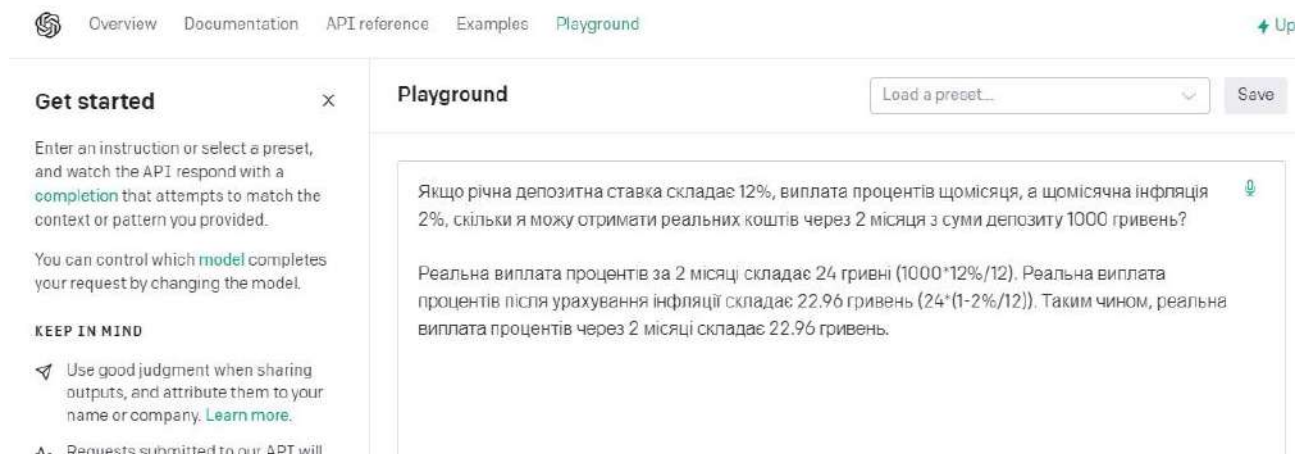 Overview Documentation API reference Examples Playground Up
Get started
Playground
Load a preset...
Save
Enter an instruction or select a preset,
and watch the API respond with a
completion that attempts to match the
context or pattern you provided.
You can control which model completes
your request by changing the model.
KEEP IN MIND
Use good judgment when sharing
outputs, and attribute them to your
name or company. Learn more.
Requests submitted to our API will
Якщо річна депозитна ставка складає 12%, виплата процентів щомісяця, а щомісячна інфляція
2%, скільки я можу отримати реальних коштів через 2 місяця з суми депозиту 1000 гривень?
Реальна виплата процентів за 2 місяці складає 24 гривні (1000*12%/12). Реальна виплата
процентів після урахування інфляції складає 22.96 гривень (24*(1-2%/12)). Таким чином, реальна
виплата процентів через 2 місяці складає 22.96 гривень.